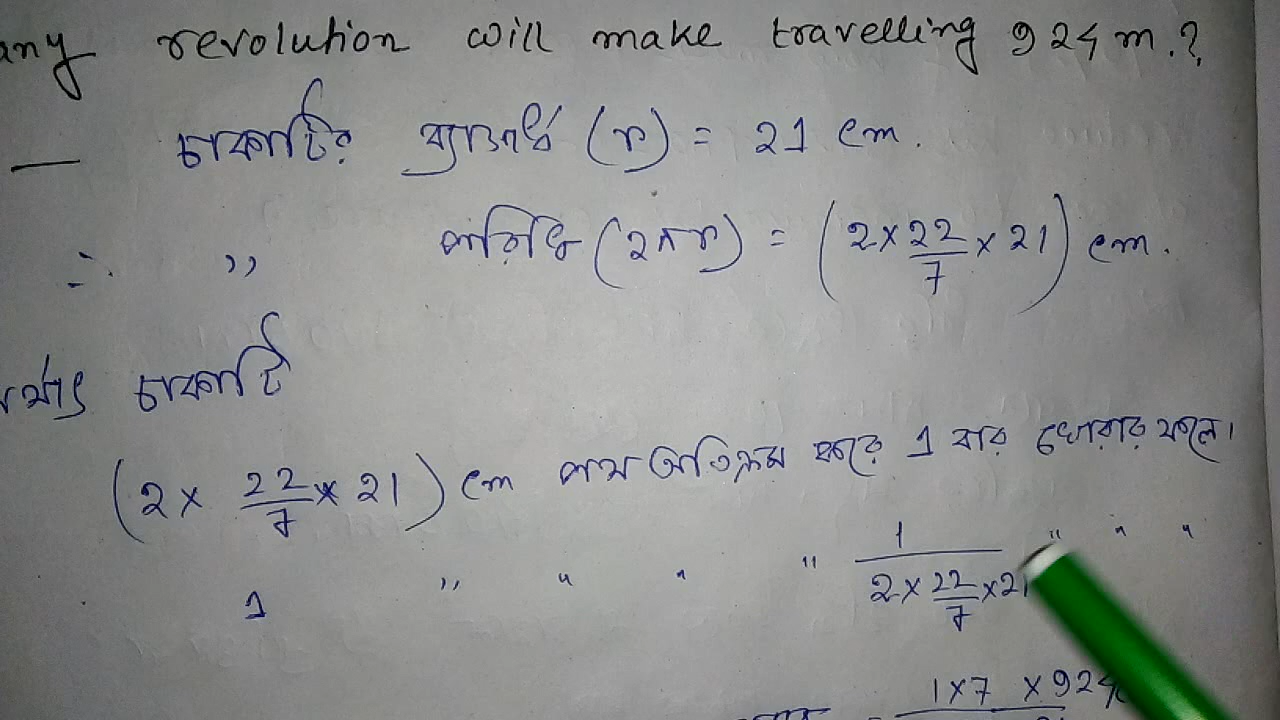 any revolution will make travelling 924 m.?
— চাকাটির ব্যাসার্ধ (r) = 21 cm.
∴ ,, পরিধি (2πr) = (2 × 22/7 × 21) cm.
অর্থাৎ চাকাটি
(2 × 22/7 × 21) cm পথ অতিক্রম করে 1 বার ঘোরার ফলে।
1 ,, " " " 1/(2 × 22/7 × 21 " " "
1×7 ×924